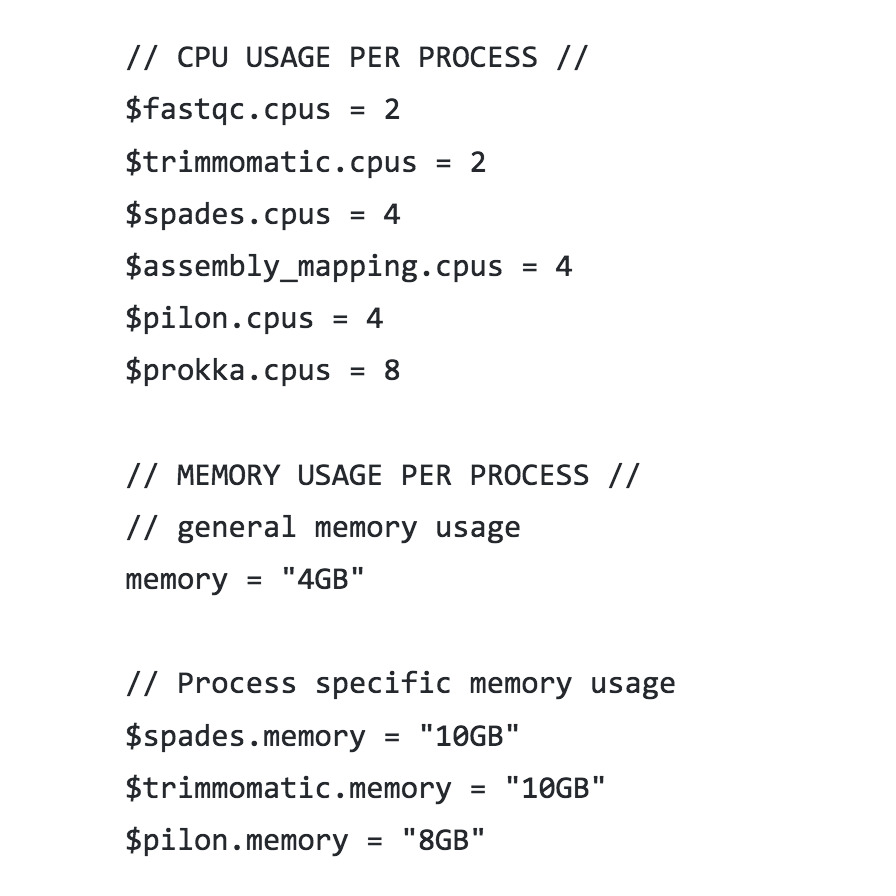 // CPU USAGE PER PROCESS //
$fastqc.cpus = 2
$trimmomatic.cpus = 2
$spades.cpus = 4
$assembly_mapping.cpus = 4
$pilon.cpus = 4
$prokka.cpus = 8
// MEMORY USAGE PER PROCESS //
// general memory usage
memory = "4GB"
// Process specific memory usage
$spades.memory = "10GB"
$trimmomatic.memory = "10GB"
$pilon.memory = "8GB"